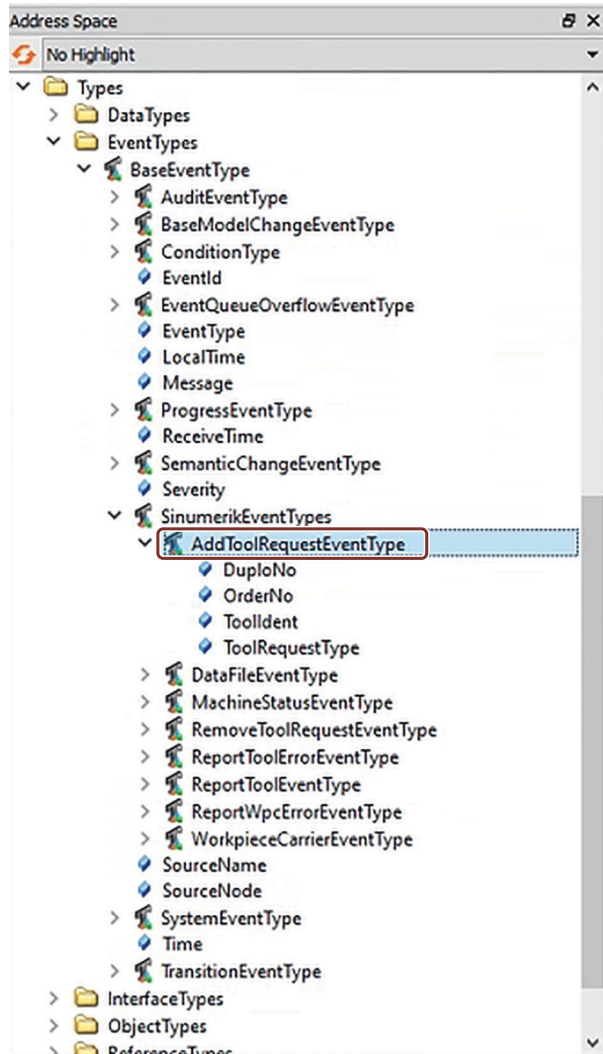 Address Space
No Highlight
Types
DataTypes
EventTypes
BaseEventType
AuditEventType
BaseModelChangeEventType
ConditionType
EventId
EventQueueOverflowEventType
EventType
LocalTime
Message
ProgressEventType
ReceiveTime
SemanticChangeEventType
Severity
SinumerikEventTypes
AddToolRequestEventType
DuploNo
OrderNo
ToolIdent
ToolRequestType
DataFileEventType
MachineStatusEventType
RemoveToolRequestEventType
ReportToolErrorEventType
ReportToolEventType
ReportWpcErrorEventType
WorkpieceCarrierEventType
SourceName
SourceNode
SystemEventType
Time
TransitionEventType
InterfaceTypes
ObjectTypes
ReferenceTypes